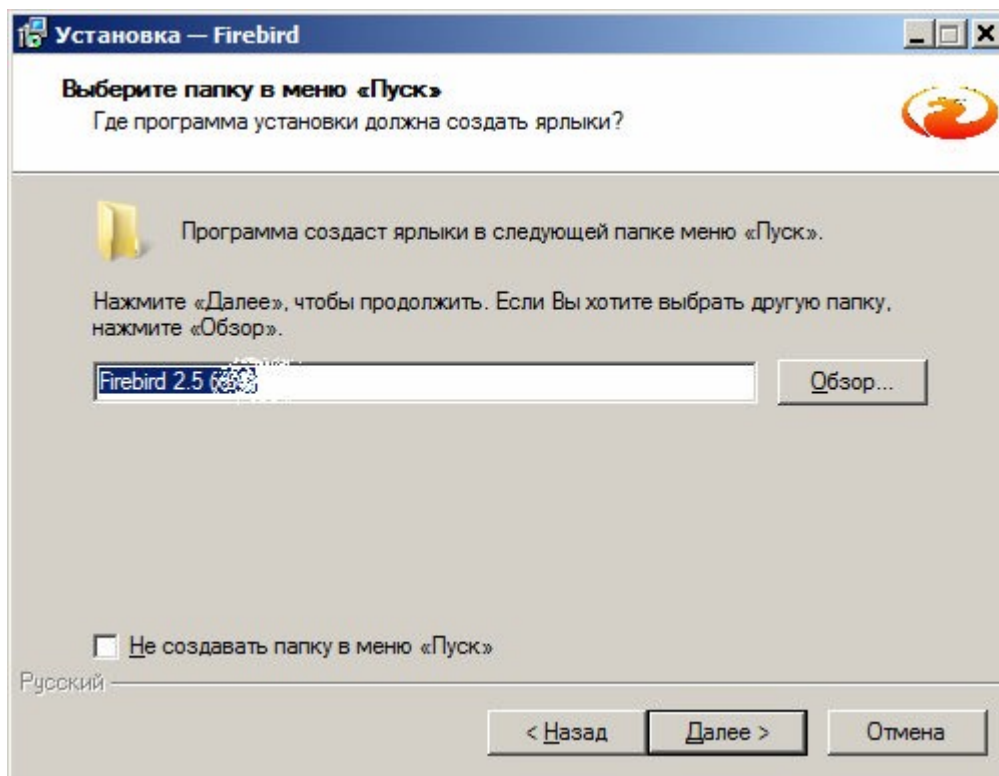 Установка — Firebird
Выберите папку в меню «Пуск»
Где программа установки должна создать ярлыки?
Программа создаст ярлыки в следующей папке меню «Пуск».
Нажмите «Далее», чтобы продолжить. Если Вы хотите выбрать другую папку,
нажмите «Обзор».
Firebird 2.5
Обзор...
Не создавать папку в меню «Пуск»
Русский
< Назад
Далее >
Отмена